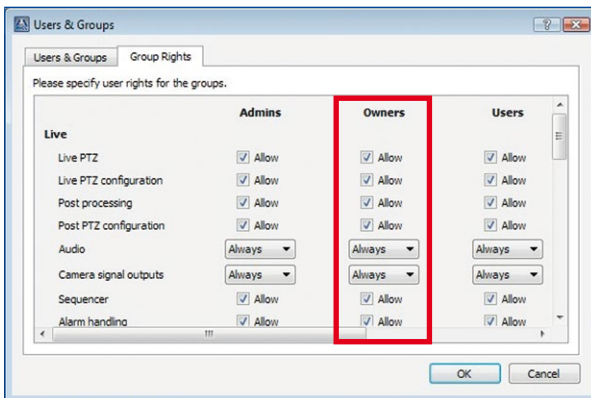 Users & Groups
Users & Groups Group Rights
Please specify user rights for the groups.
Admins Owners Users
Live
Live PTZ Allow Allow Allow
Live PTZ configuration Allow Allow Allow
Post processing Allow Allow Allow
Post PTZ configuration Allow Allow Allow
Audio Always Always Always
Camera signal outputs Always Always Always
Sequencer Allow Allow Allow
Alarm handling Allow Allow Allow
OK Cancel